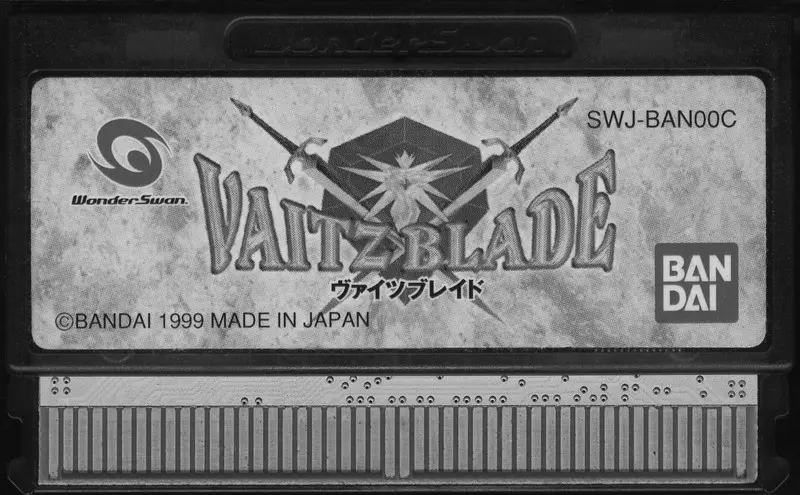 WonderSwan
SWJ-BAN00C
WonderSwan.
VAITZBLADE
ヴァイツブレイド
BAN
DAI
©BANDAI 1999 MADE IN JAPAN